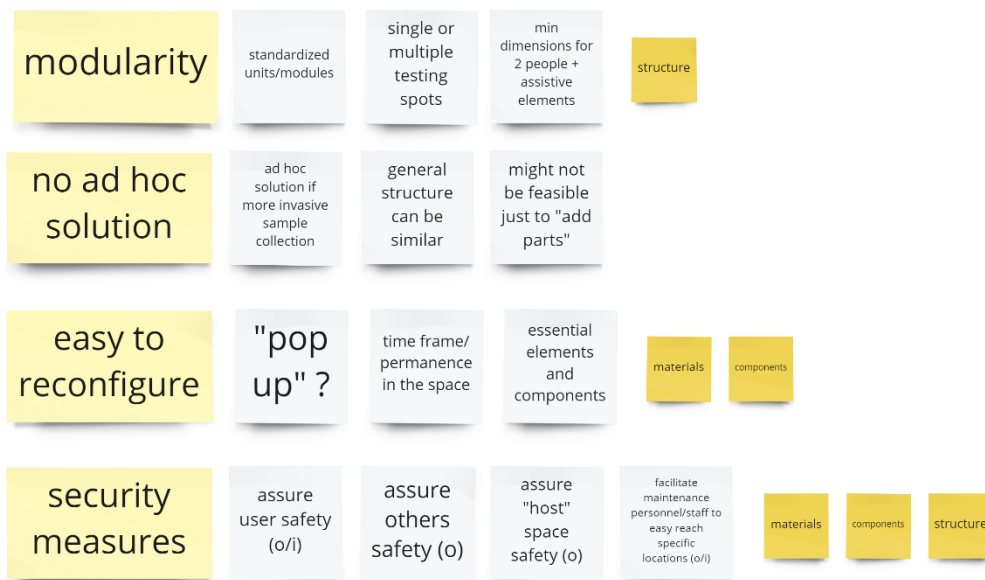 modularity
standardized
units/modules
single or
multiple
testing
spots
min
dimensions for
2 people +
assistive
elements
structure
no ad hoc
solution
ad hoc
solution if
more invasive
sample
collection
general
structure
can be
similar
might not
be feasible
just to "add
parts"
easy to
reconfigure
"pop
up" ?
time frame/
permanence
in the space
essential
elements
and
components
materials
components
security
measures
assure
user safety
(o/i)
assure
others
safety (o)
assure
"host"
space
safety (o)
facilitate
maintenance
personnel/staff to
easy reach
specific
locations (o/i)
materials
components
structure